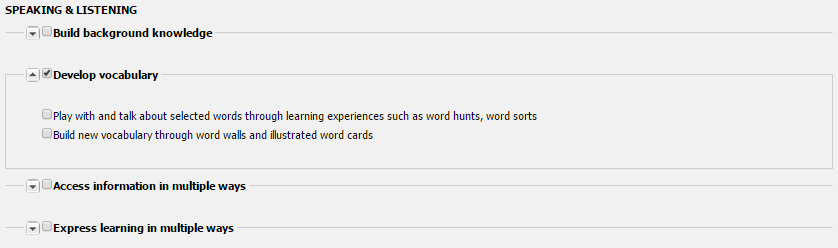 SPEAKING & LISTENING
Build background knowledge
Develop vocabulary
Play with and talk about selected words through learning experiences such as word hunts, word sorts
Build new vocabulary through word walls and illustrated word cards
Access information in multiple ways
Express learning in multiple ways